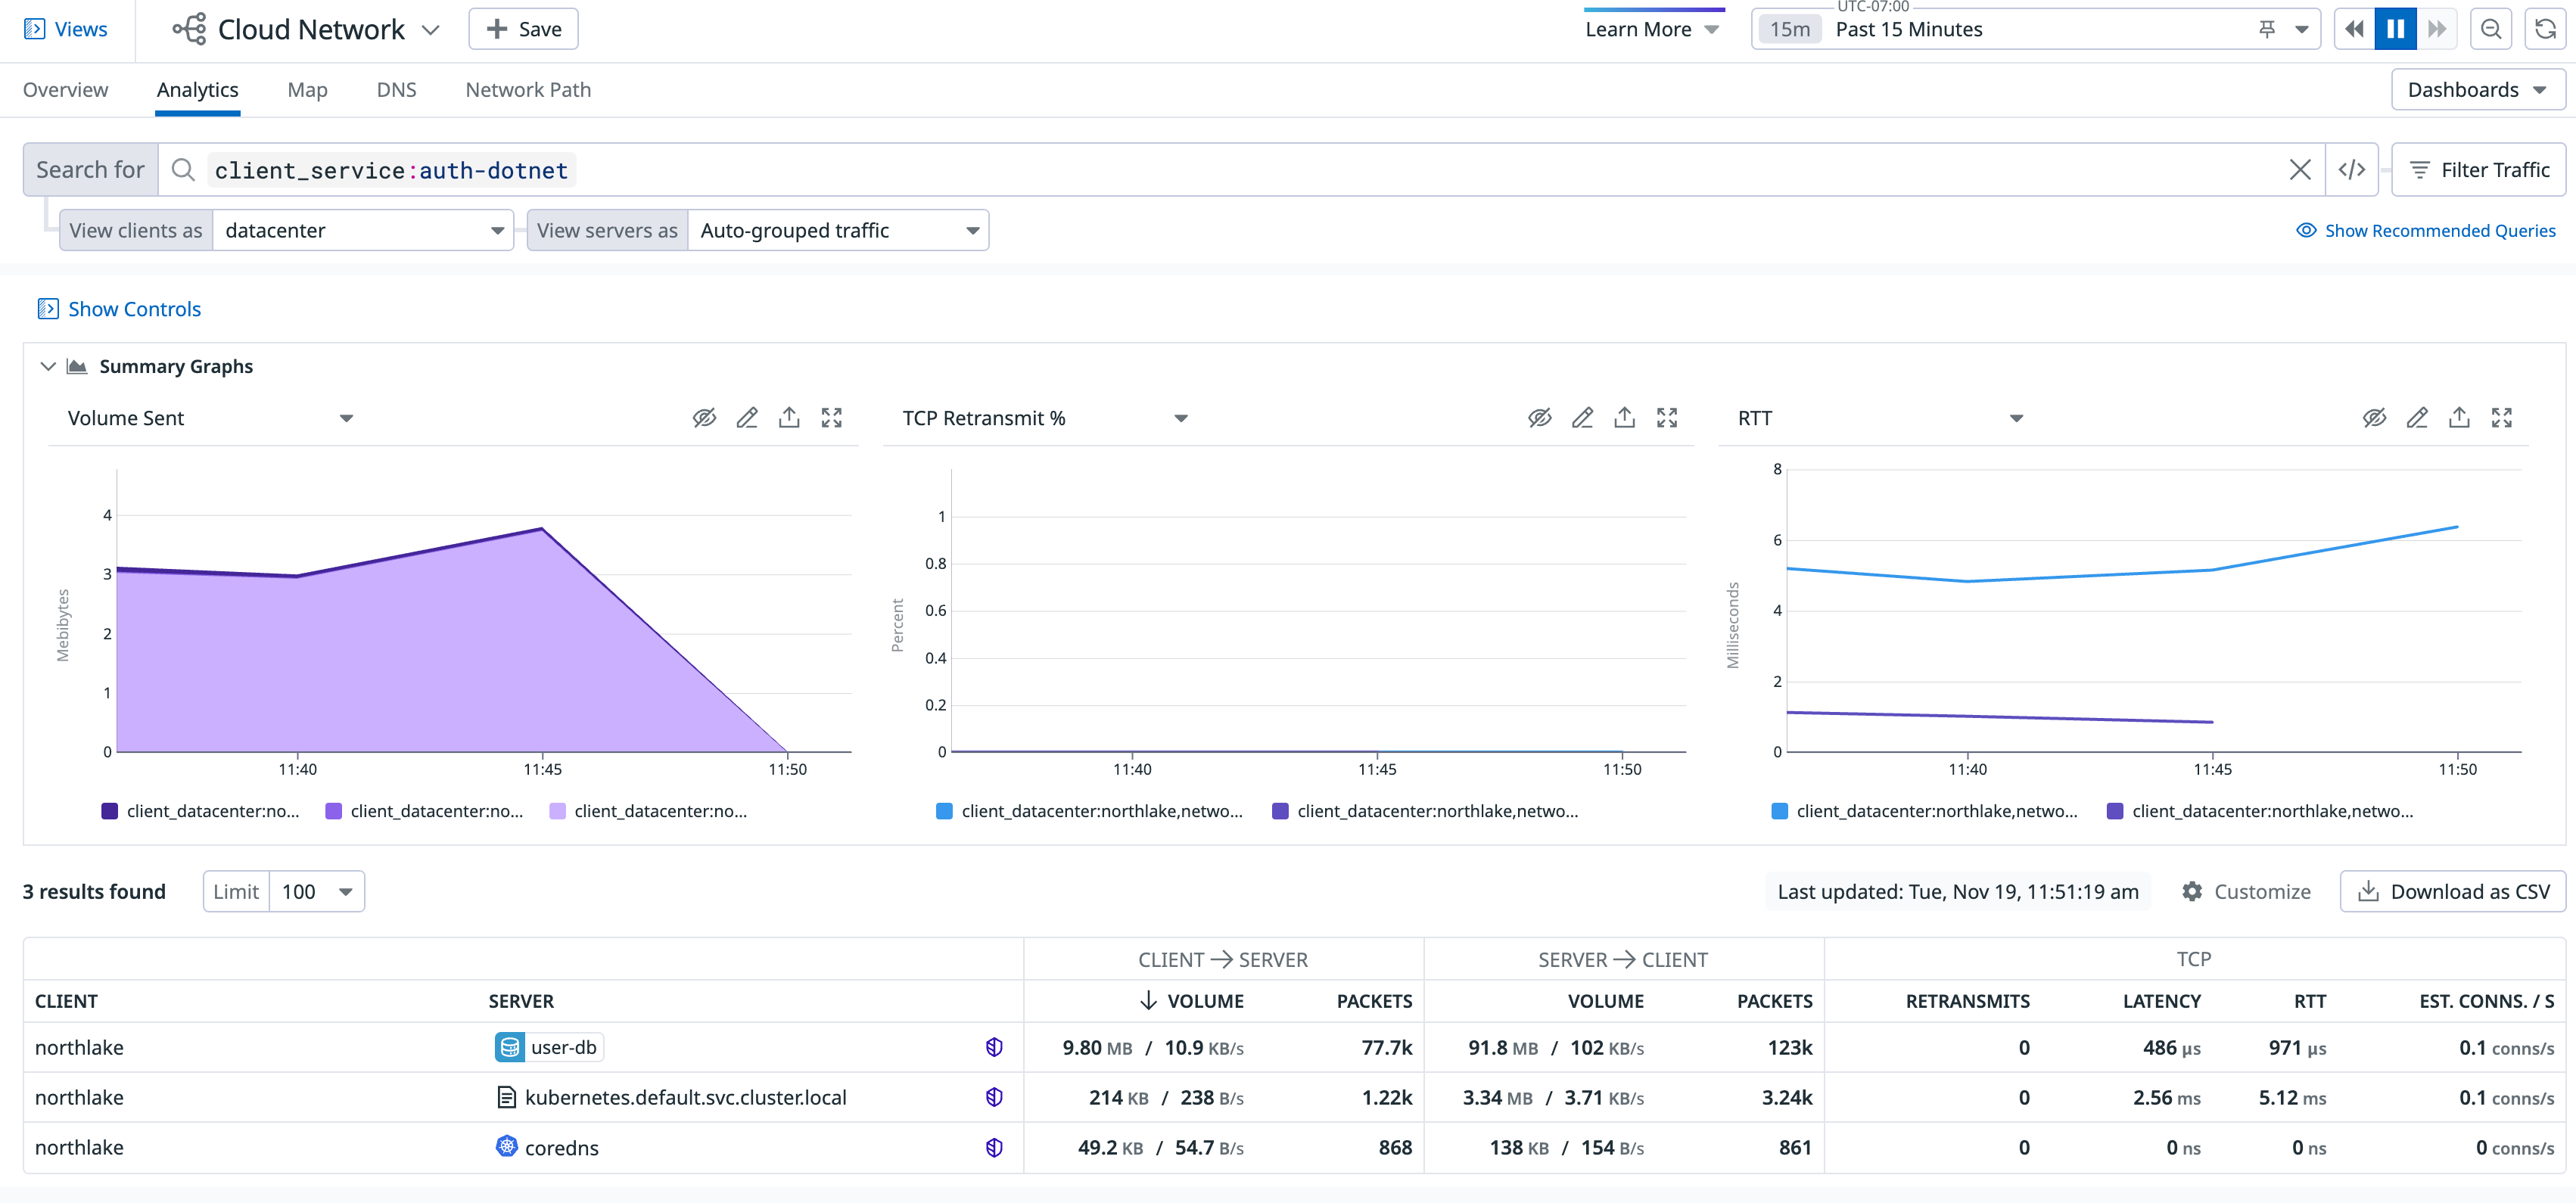 Views
Cloud Network
Save
Learn More
UTC-07:00
15m Past 15 Minutes
Overview
Analytics
Map
DNS
Network Path
Dashboards
Search for client_service:auth-dotnet
</>
Filter Traffic
View clients as datacenter
View servers as Auto-grouped traffic
Show Recommended Queries
Show Controls
Summary Graphs
Volume Sent
Mebibytes
4
3
2
1
0
11:40 11:45 11:50
client_datacenter:no... client_datacenter:no... client_datacenter:no...
TCP Retransmit %
Percent
1
0.8
0.6
0.4
0.2
0
11:40 11:45 11:50
client_datacenter:northlake,netwo... client_datacenter:northlake,netwo...
RTT
Milliseconds
8
6
4
2
0
11:40 11:45 11:50
client_datacenter:northlake,netwo... client_datacenter:northlake,netwo...
3 results found
Limit 100
Last updated: Tue, Nov 19, 11:51:19 am
Customize
Download as CSV
CLIENT → SERVER SERVER → CLIENT TCP
CLIENT SERVER ↓ VOLUME PACKETS VOLUME PACKETS RETRANSMITS LATENCY RTT EST. CONNS. / S
northlake user-db 9.80 MB / 10.9 KB/s 77.7k 91.8 MB / 102 KB/s 123k 0 486 µs 971 µs 0.1 conns/s
northlake kubernetes.default.svc.cluster.local 214 KB / 238 B/s 1.22k 3.34 MB / 3.71 KB/s 3.24k 0 2.56 ms 5.12 ms 0.1 conns/s
northlake coredns 49.2 KB / 54.7 B/s 868 138 KB / 154 B/s 861 0 0 ns 0 ns 0 conns/s